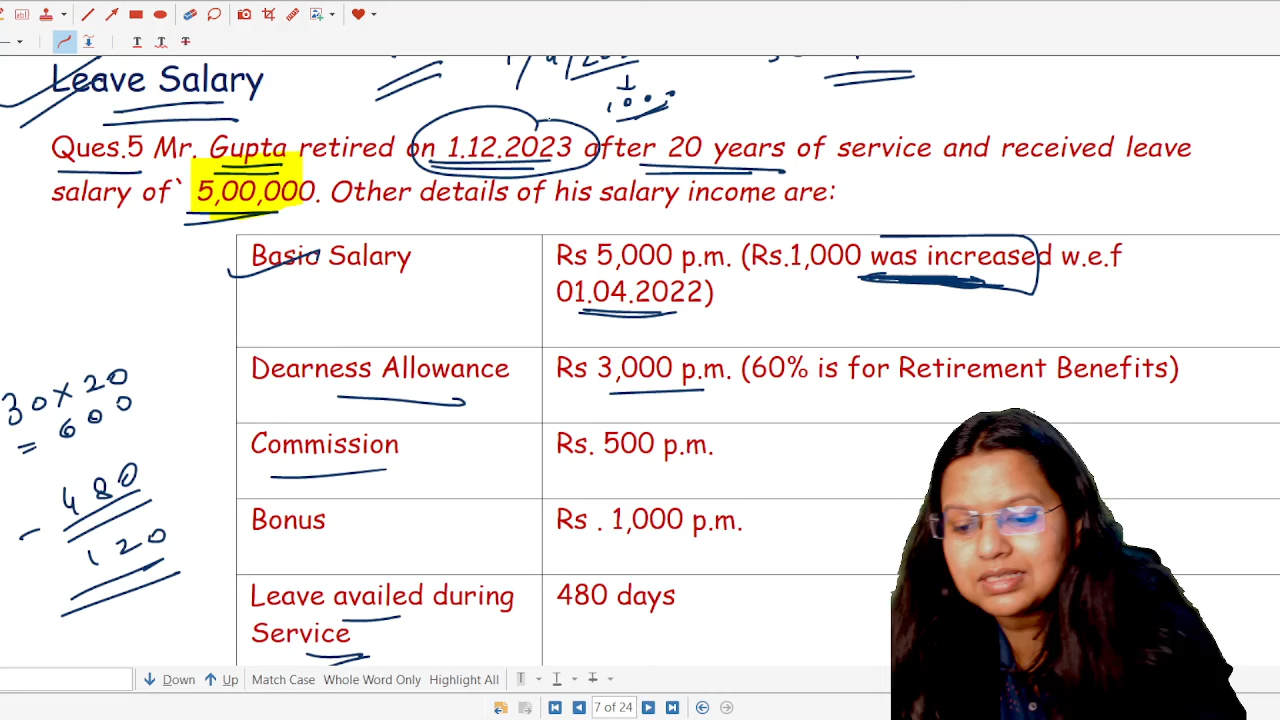 Leave Salary
Ques.5 Mr. Gupta retired on 1.12.2023 after 20 years of service and received leave
salary of` 5,00,000. Other details of his salary income are:
Basic Salary
Rs 5,000 p.m. (Rs.1,000 was increased w.e.f
01.04.2022)
Dearness Allowance
Rs 3,000 p.m. (60% is for Retirement Benefits)
Commission
Rs. 500 p.m.
Bonus
Rs . 1,000 p.m.
Leave availed during
Service
480 days
30 x 20
= 600
- 480
120
Down Up Match Case Whole Word Only Highlight All
7 of 24